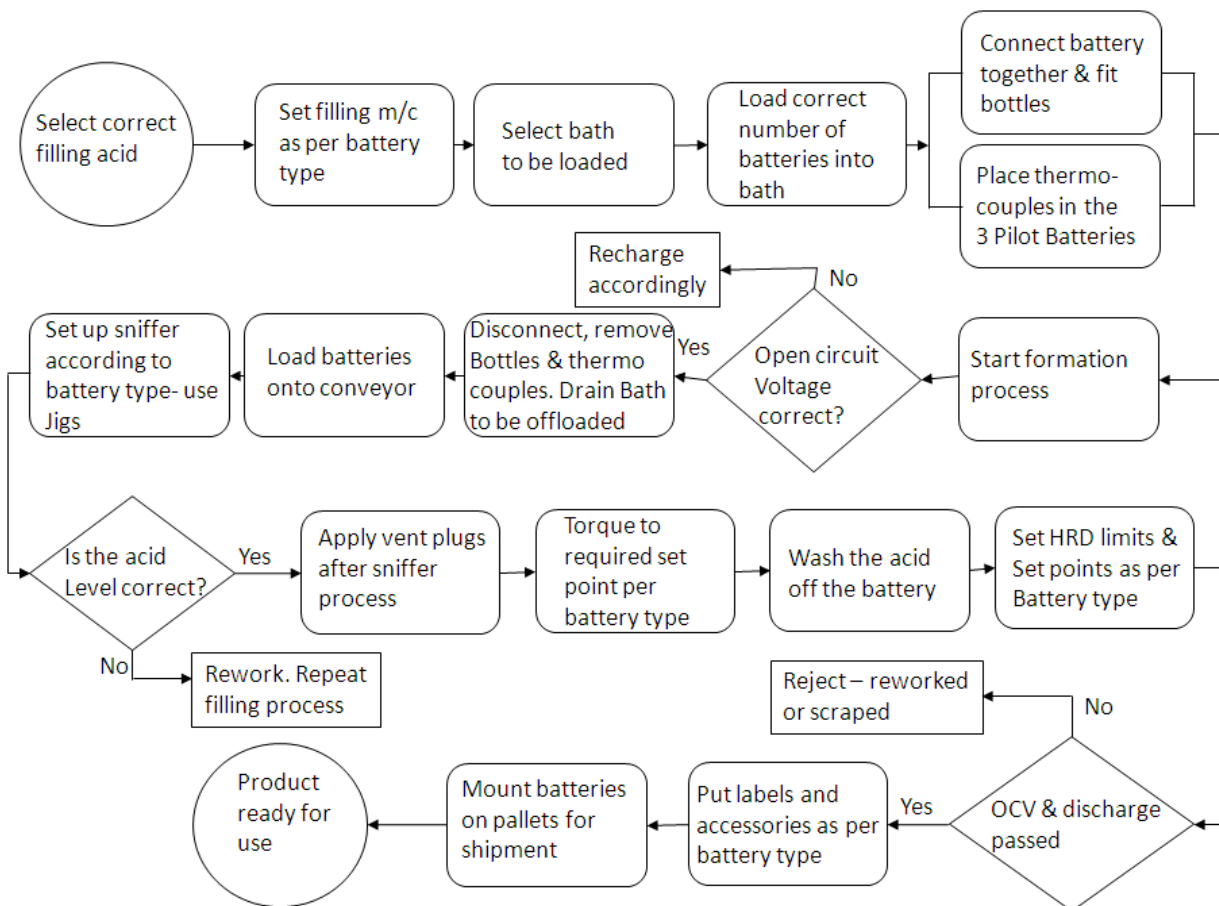 Select correct
filling acid
Set filling m/c
as per battery
type
Select bath
to be loaded
Load correct
number of
batteries into
bath
Connect battery
together & fit
bottles
Place thermo-
couples in the
3 Pilot Batteries
Start formation
process
Open circuit
Voltage
correct?
No
Recharge
accordingly
Yes
Disconnect, remove
Bottles & thermo
couples. Drain Bath
to be offloaded
Load batteries
onto conveyor
Set up sniffer
according to
battery type- use
Jigs
Is the acid
Level correct?
No
Rework. Repeat
filling process
Yes
Apply vent plugs
after sniffer
process
Torque to
required set
point per
battery type
Wash the acid
off the battery
Set HRD limits &
Set points as per
Battery type
OCV & discharge
passed
No
Reject – reworked
or scraped
Yes
Put labels and
accessories as per
battery type
Mount batteries
on pallets for
shipment
Product
ready for
use